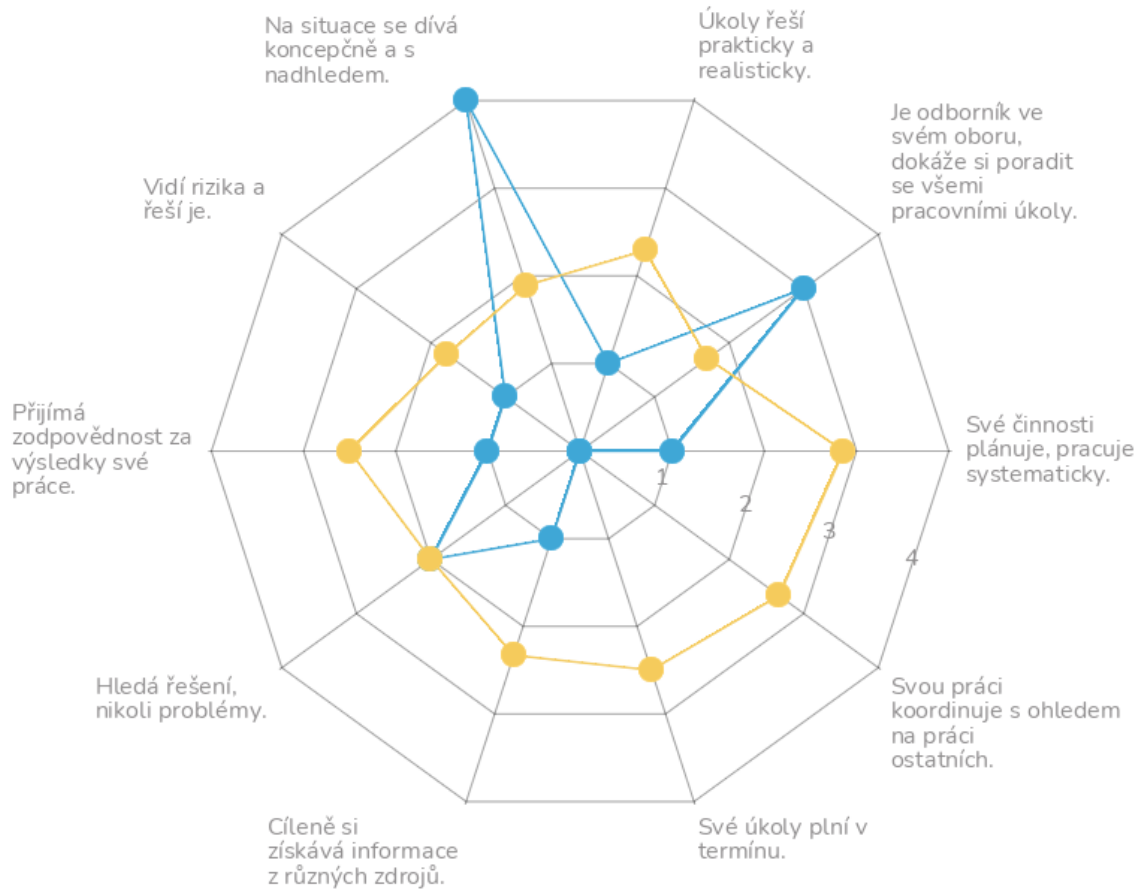 Na situace se dívá
koncepčně a s
nadhledem.
Úkoly řeší
prakticky a
realisticky.
Je odborník ve
svém oboru,
dokáže si poradit
se všemi
pracovními úkoly.
Vidí rizika a
řeší je.
Přijímá
zodpovědnost za
výsledky své
práce.
Své činnosti
plánuje, pracuje
systematicky.
1
2
3
4
Hledá řešení,
nikoli problémy.
Svou práci
koordinuje s ohledem
na práci
ostatních.
Cíleně si
získává informace
z různých zdrojů.
Své úkoly plní v
termínu.